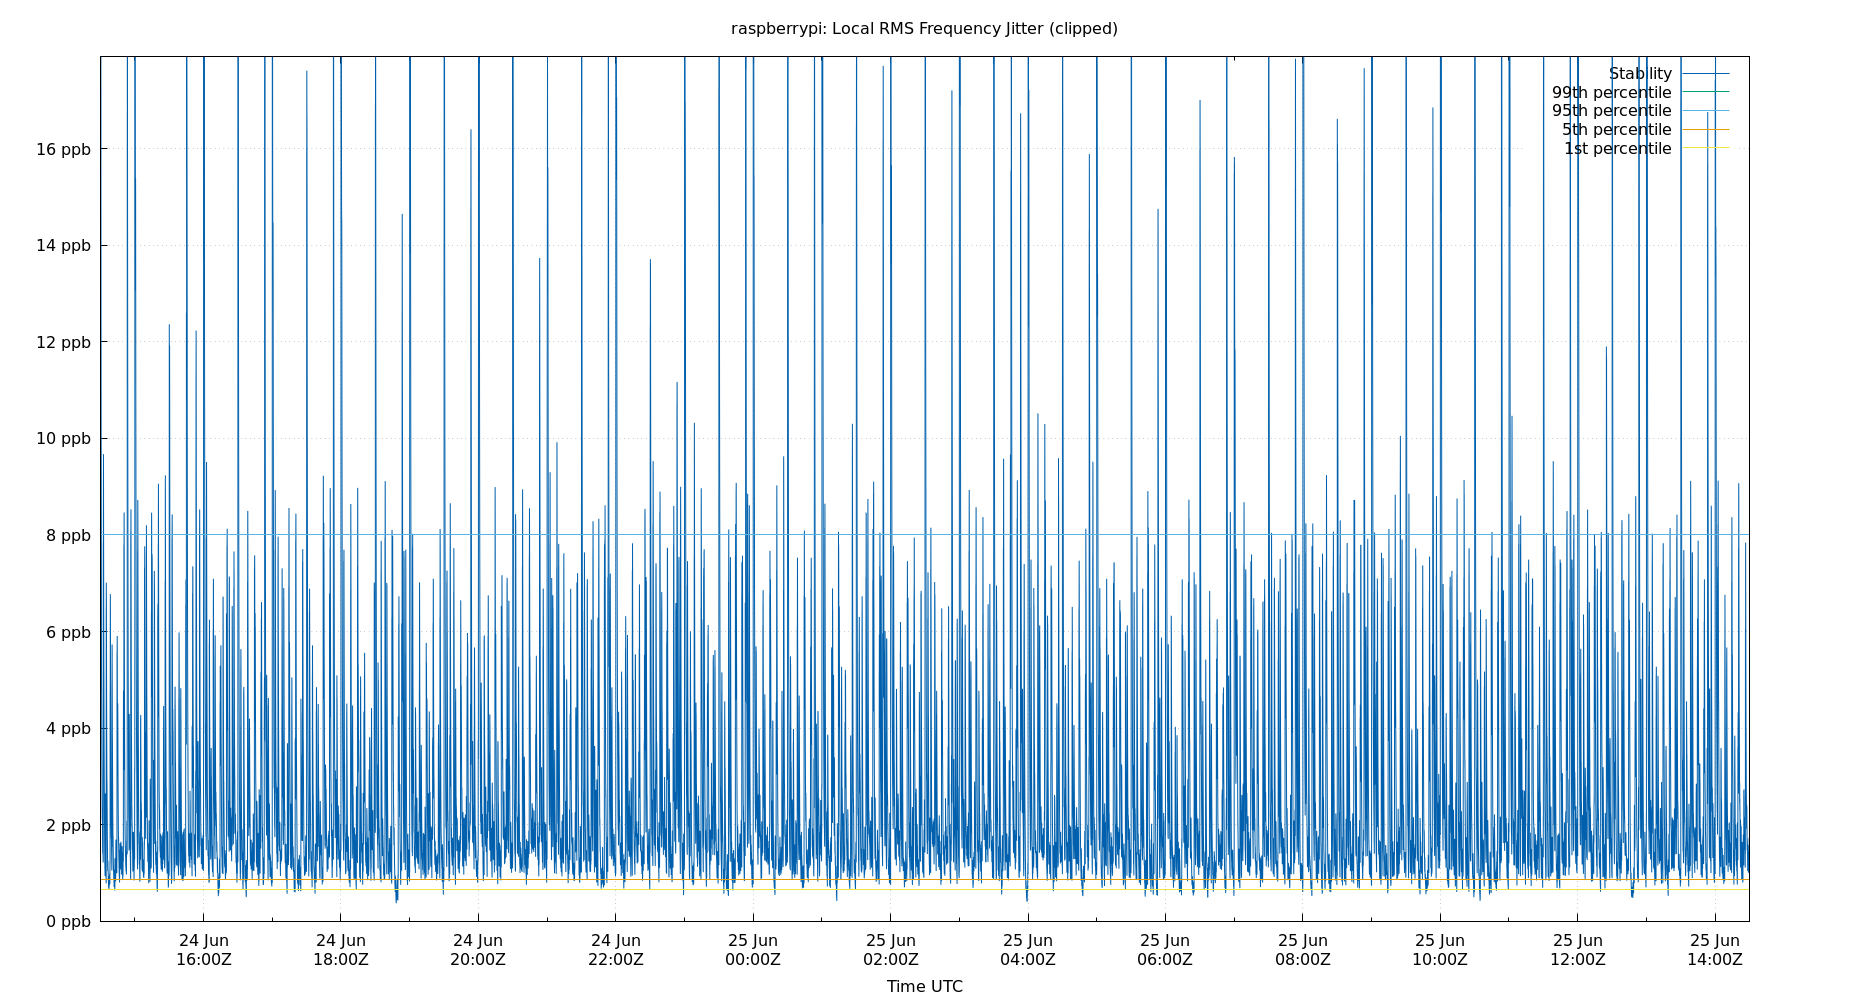 raspberrypi: Local RMS Frequency Jitter (clipped)
Stability
99th percentile
95th percentile
5th percentile
1st percentile
16 ppb
14 ppb
12 ppb
10 ppb
8 ppb
6 ppb
4 ppb
2 ppb
0 ppb
24 Jun 24 Jun 24 Jun 24 Jun 25 Jun 25 Jun 25 Jun 25 Jun 25 Jun 25 Jun 25 Jun 25 Jun
16:00Z 18:00Z 20:00Z 22:00Z 00:00Z 02:00Z 04:00Z 06:00Z 08:00Z 10:00Z 12:00Z 14:00Z
Time UTC